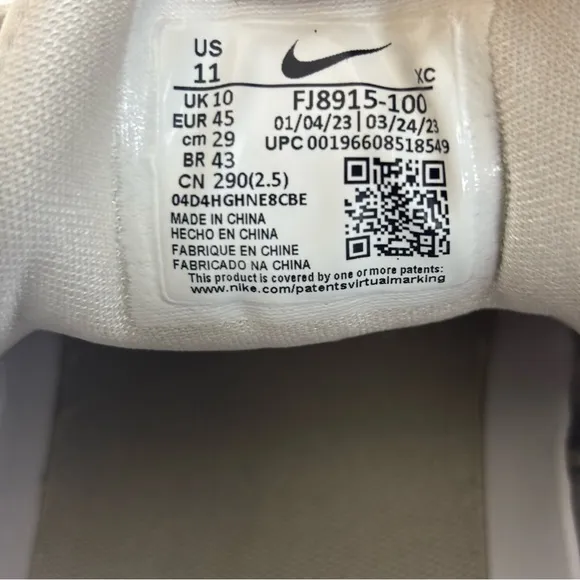 US
11
XC
UK 10
EUR 45
cm 29
BR 43
CN 290(2.5)
FJ8915-100
01/04/23 | 03/24/23
UPC 00196608518549
04D4HGHNE8CBE
MADE IN CHINA
HECHO EN CHINA
FABRIQUE EN CHINE
FABRICADO NA CHINA
This product is covered by one or more patents:
www.nike.com/patentsvirtualmarking